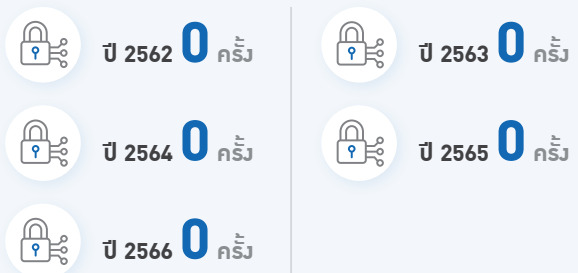 ปี 2562 0 ครั้ง
ปี 2563 0 ครั้ง
ปี 2564 0 ครั้ง
ปี 2565 0 ครั้ง
ปี 2566 0 ครั้ง